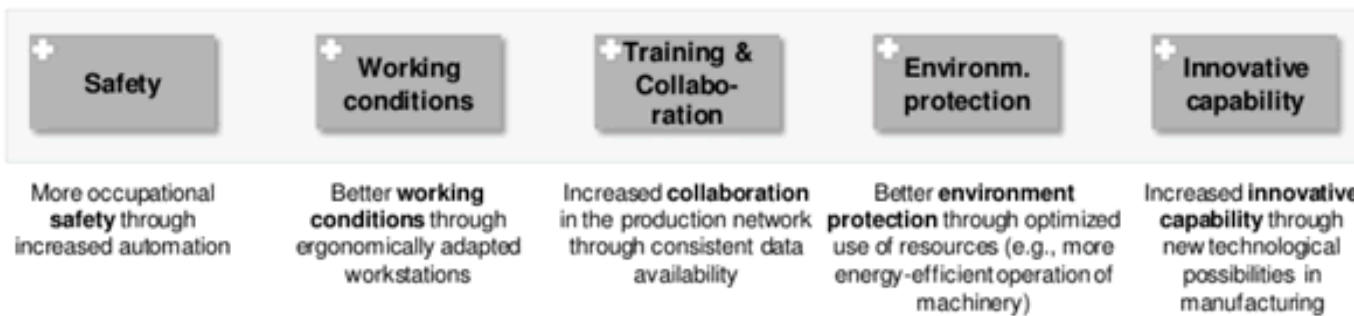 Safety
Working
conditions
Training &
Collabo-
ration
Environm.
protection
Innovative
capability
More occupational
safety through
increased automation
Better working
conditions through
ergonomically adapted
workstations
Increased collaboration
in the production network
through consistent data
availability
Better environment
protection through optimized
use of resources (e.g., more
energy-efficient operation of
machinery)
Increased innovative
capability through
new technological
possibilities in
manufacturing